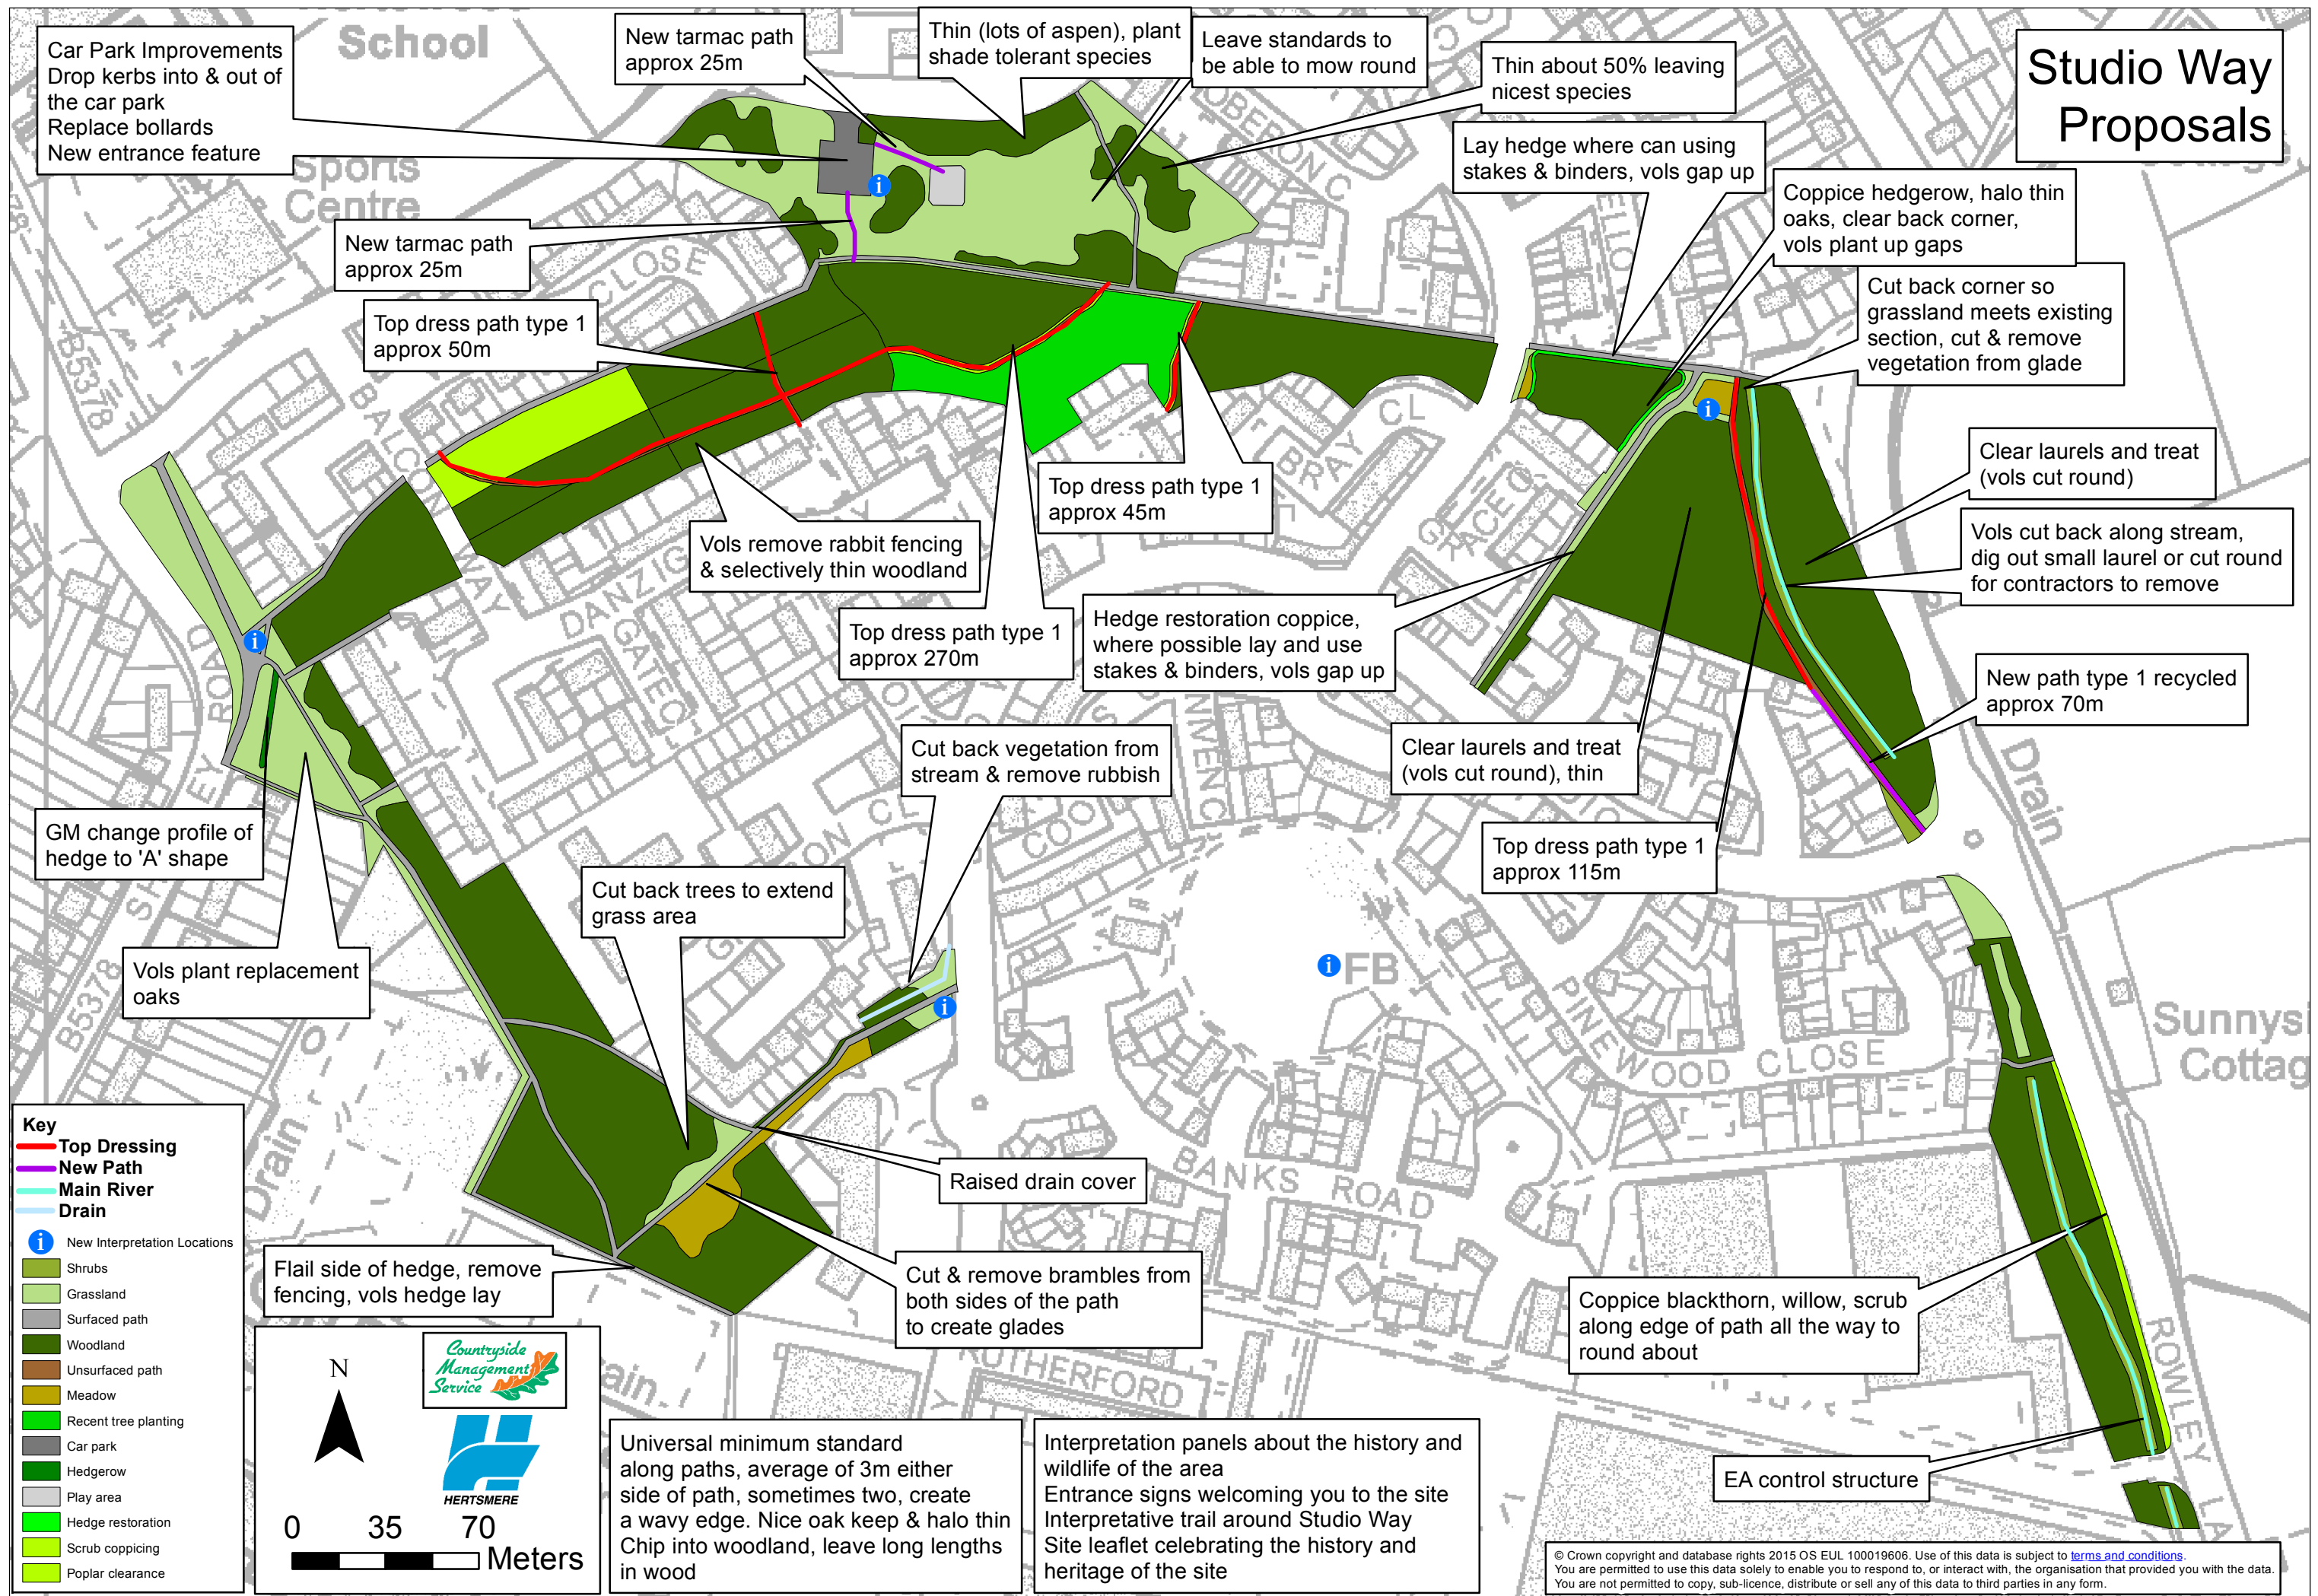 Studio Way
Proposals
School
Sports
Centre
Car Park Improvements
Drop kerbs into & out of
the car park
Replace bollards
New entrance feature
New tarmac path
approx 25m
Thin (lots of aspen), plant
shade tolerant species
Leave standards to
be able to mow round
Thin about 50% leaving
nicest species
Lay hedge where can using
stakes & binders, vols gap up
Coppice hedgerow, halo thin
oaks, clear back corner,
vols plant up gaps
Cut back corner so
grassland meets existing
section, cut & remove
vegetation from glade
New tarmac path
approx 25m
Top dress path type 1
approx 50m
Clear laurels and treat
(vols cut round)
Top dress path type 1
approx 45m
Vols remove rabbit fencing
& selectively thin woodland
Vols cut back along stream,
dig out small laurel or cut round
for contractors to remove
Top dress path type 1
approx 270m
Hedge restoration coptice,
where possible lay and use
stakes & binders, vols gap up
New path type 1 recycled
approx 70m
Cut back vegetation from
stream & remove rubbish
Clear laurels and treat
(vols cut round), thin
GM change profile of
hedge to 'A' shape
Top dress path type 1
approx 115m
Cut back trees to extend
grass area
Vols plant replacement
oaks
Raised drain cover
Flail side of hedge, remove
fencing, vols hedge lay
Cut & remove brambles from
both sides of the path
to create glades
Coppice blackthorn, willow, scrub
along edge of path all the way to
round about
EA control structure
B5378
CLOSE
WAY
DANZIG
GATE
BRAY CL
FB
Drain
B5378
PINEWOOD CLOSE
Sunnysi
Cottag
BANKS ROAD
Drain
ROWLEY LA
Key
Top Dressing
New Path
Main River
Drain
i New Interpretation Locations
Shrubs
Grassland
Surfaced path
Woodland
Unsurfaced path
Meadow
Recent tree planting
Car park
Hedgerow
Play area
Hedge restoration
Scrub coppicing
Poplar clearance
N
Countryside
Management
Service
HERTSMERE
0 35 70
Meters
Universal minimum standard
along paths, average of 3m either
side of path, sometimes two, create
a wavy edge. Nice oak keep & halo thin
Chip into woodland, leave long lengths
in wood
Interpretation panels about the history and
wildlife of the area
Entrance signs welcoming you to the site
Interpretative trail around Studio Way
Site leaflet celebrating the history and
heritage of the site
© Crown copyright and database rights 2015 OS EUL 100019606. Use of this data is subject to terms and conditions.
You are permitted to use this data solely to enable you to respond to, or interact with, the organisation that provided you with the data.
You are not permitted to copy, sub-licence, distribute or sell any of this data to third parties in any form.